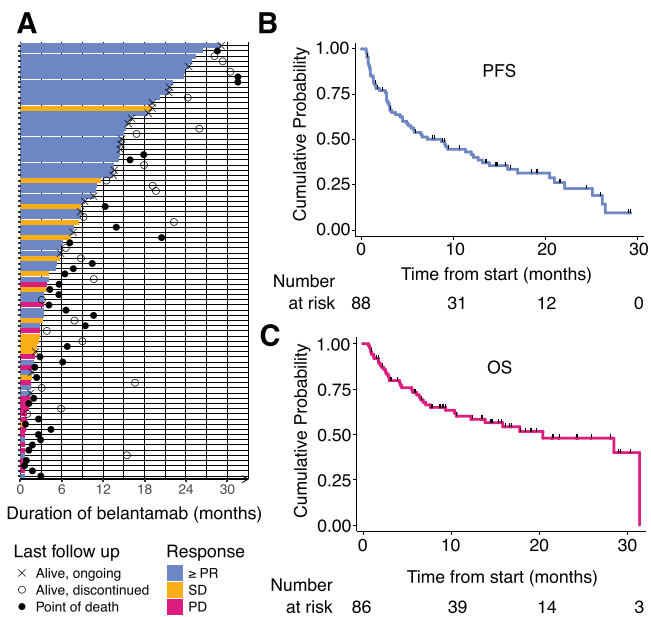 A
0 6 12 18 24 30
Duration of belantamab (months)
Last follow up
Alive, ongoing
Alive, discontinued
Point of death
Response
≥ PR
SD
PD
B
PFS
Cumulative Probability
1.00
0.75
0.50
0.25
0.00
0 10 20 30
Time from start (months)
Number
at risk 88 31 12 0
C
OS
Cumulative Probability
1.00
0.75
0.50
0.25
0.00
0 10 20 30
Time from start (months)
Number
at risk 86 39 14 3